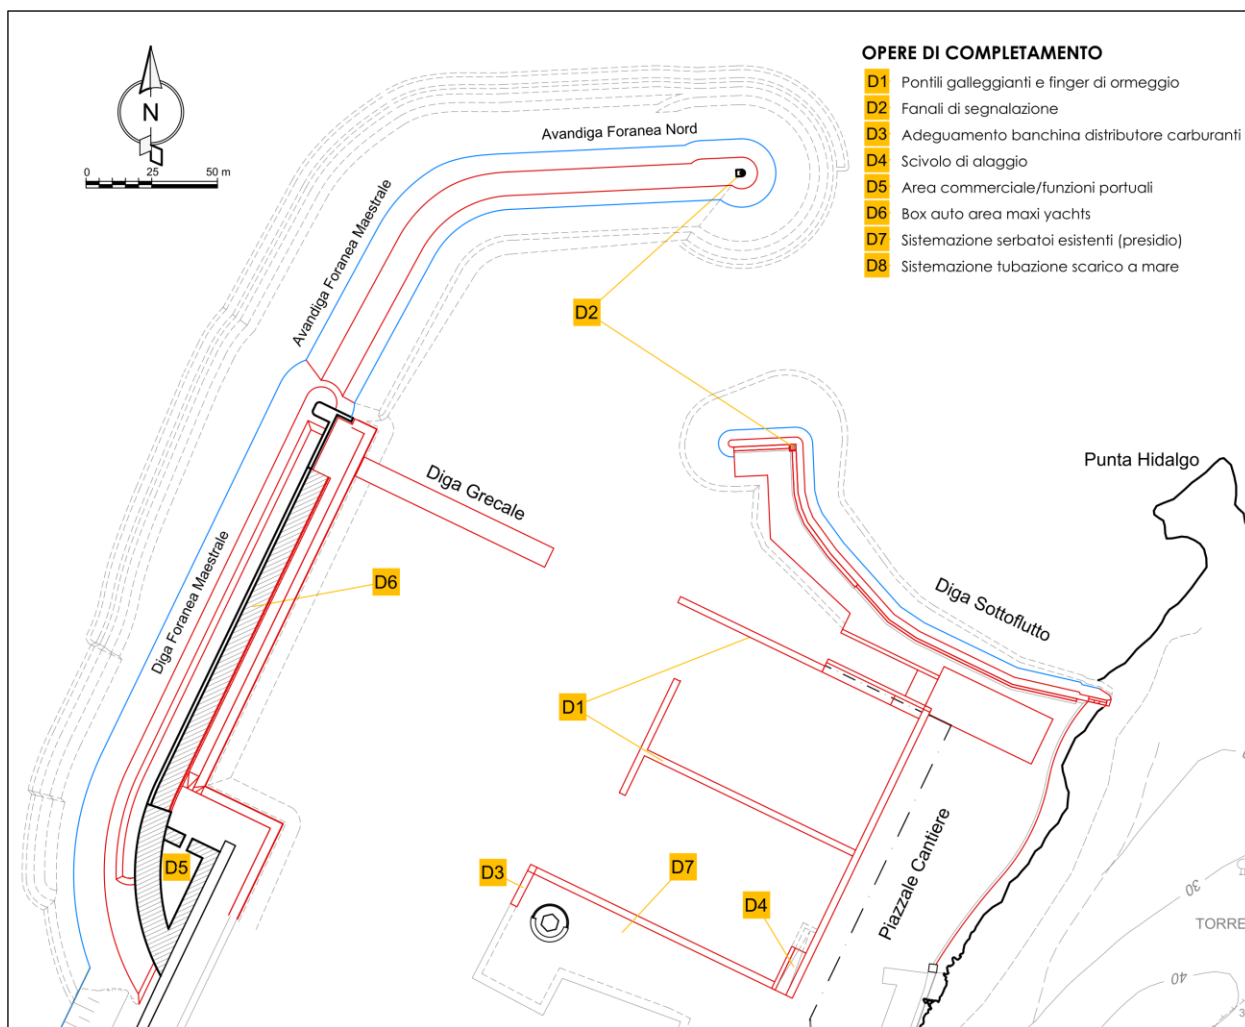 OPERE DI COMPLETAMENTO
D1 Pontili galleggianti e finger di ormeggio
D2 Fanali di segnalazione
D3 Adeguamento banchina distributore carburanti
D4 Scivolo di alaggio
D5 Area commerciale/funzioni portuali
D6 Box auto area maxi yachts
D7 Sistemazione serbatoi esistenti (presidio)
D8 Sistemazione tubazione scarico a mare
N
0 25 50 m
Avandiga Foranea Nord
Avandiga Foranea Maestrale
D2
Punta Hidalgo
Diga Grecale
Diga Foranea Maestrale
D6
Diga Sottoflutto
D1
Piazzale Cantiere
D5
D3
D7
D4
30
TORRE
40